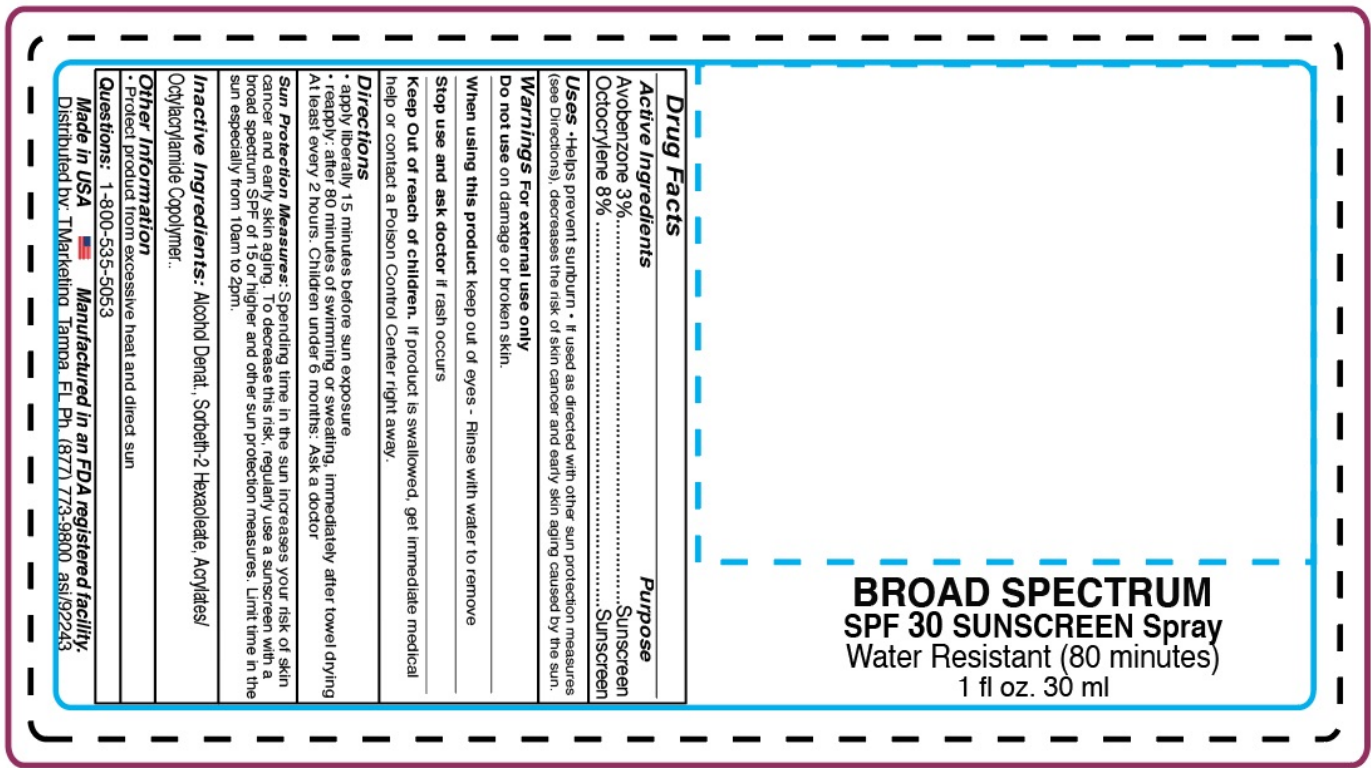 Drug Facts
Active Ingredients Purpose
Avobenzone 3%..........................................................Sunscreen
Octocrylene 8% ..........................................................Sunscreen
Uses •Helps prevent sunburn • If used as directed with other sun protection measures
(see Directions), decreases the risk of skin cancer and early skin aging caused by the sun.
Warnings For external use only
Do not use on damage or broken skin.
When using this product keep out of eyes - Rinse with water to remove
Stop use and ask doctor if rash occurs
Keep Out of reach of children. If product is swallowed, get immediate medical
help or contact a Poison Control Center right away.
Directions
• apply liberally 15 minutes before sun exposure
• reapply: after 80 minutes of swimming or sweating, immediately after towel drying
At least every 2 hours. Children under 6 months: Ask a doctor
Sun Protection Measures: Spending time in the sun increases your risk of skin
cancer and early skin aging. To decrease this risk, regularly use a sunscreen with a
broad spectrum SPF of 15 or higher and other sun protection measures. Limit time in the
sun especially from 10am to 2pm.
Inactive Ingredients: Alcohol Denat., Sorbeth-2 Hexaoleate, Acrylates/
Octylacrylamide Copolymer..
Other Information
• Protect product from excessive heat and direct sun
Questions: 1-800-535-5053
Made in USA Manufactured in an FDA registered facility.
Distributed by: TMarketing Tampa, FL Ph (877) 773-9800 asi/92243
BROAD SPECTRUM
SPF 30 SUNSCREEN Spray
Water Resistant (80 minutes)
1 fl oz. 30 ml